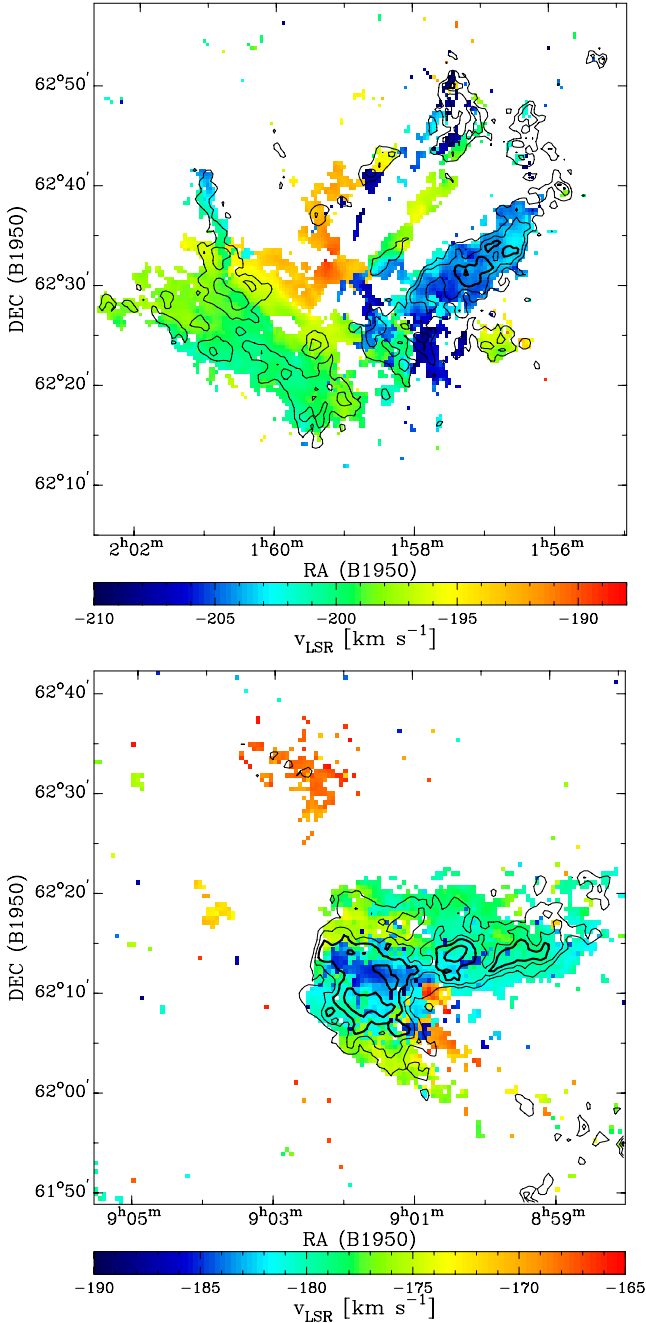 62°50′
62°40′
62°30′
62°20′
62°10′
DEC (B1950)
2ʰ02ᵐ 1ʰ60ᵐ 1ʰ58ᵐ 1ʰ56ᵐ
RA (B1950)
−210 −205 −200 −195 −190
v_LSR [km s⁻¹]
62°40′
62°30′
62°20′
62°10′
62°00′
61°50′
DEC (B1950)
9ʰ05ᵐ 9ʰ03ᵐ 9ʰ01ᵐ 8ʰ59ᵐ
RA (B1950)
−190 −185 −180 −175 −170 −165
v_LSR [km s⁻¹]